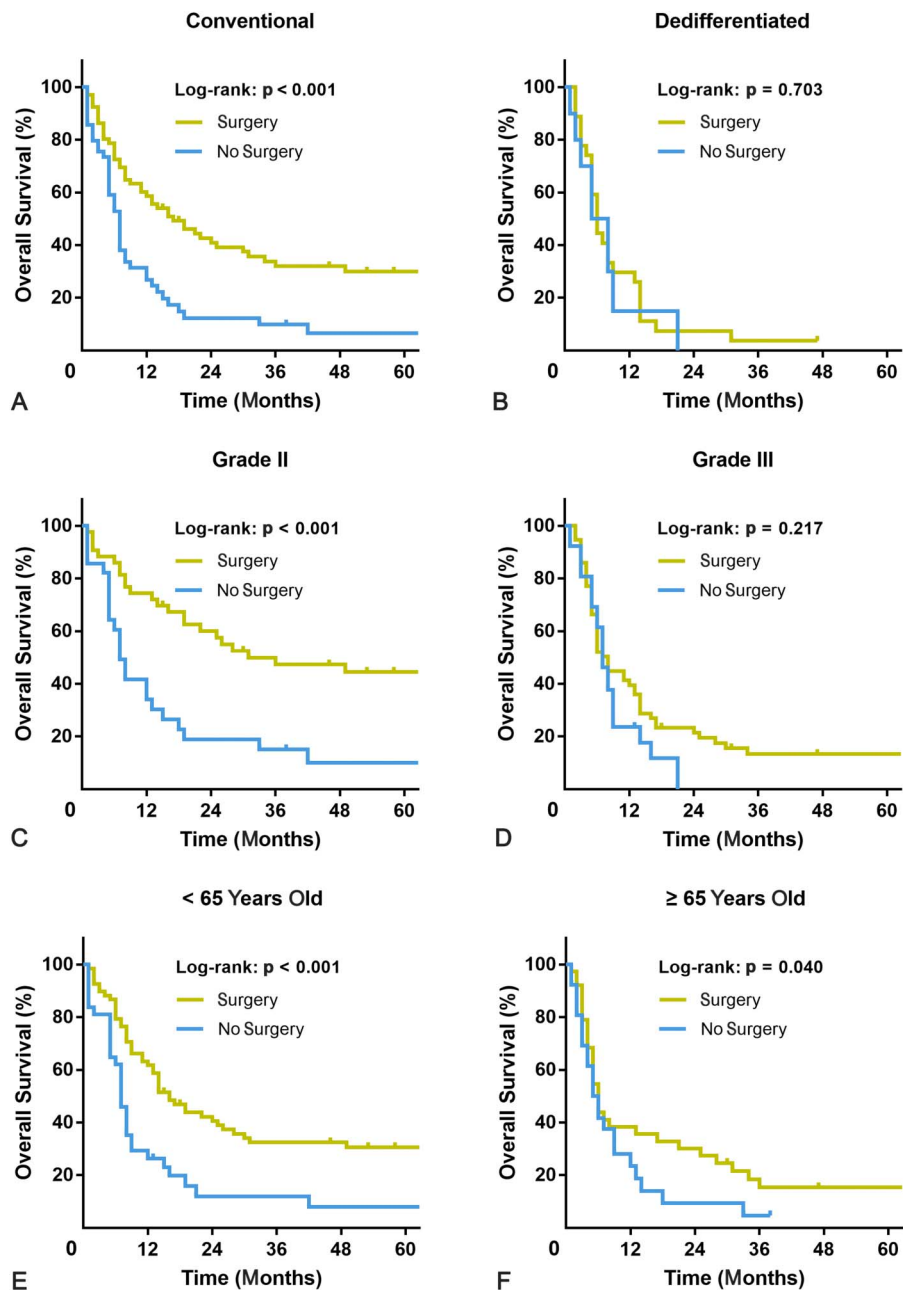 Conventional
Log-rank: p < 0.001
Surgery
No Surgery
Overall Survival (%)
100
80
60
40
20
0
12 24 36 48 60
Time (Months)
A
Dedifferentiated
Log-rank: p = 0.703
Surgery
No Surgery
Overall Survival (%)
100
80
60
40
20
0
12 24 36 48 60
Time (Months)
B
Grade II
Log-rank: p < 0.001
Surgery
No Surgery
Overall Survival (%)
100
80
60
40
20
0
12 24 36 48 60
Time (Months)
C
Grade III
Log-rank: p = 0.217
Surgery
No Surgery
Overall Survival (%)
100
80
60
40
20
0
12 24 36 48 60
Time (Months)
D
< 65 Years Old
Log-rank: p < 0.001
Surgery
No Surgery
Overall Survival (%)
100
80
60
40
20
0
12 24 36 48 60
Time (Months)
E
≥ 65 Years Old
Log-rank: p = 0.040
Surgery
No Surgery
Overall Survival (%)
100
80
60
40
20
0
12 24 36 48 60
Time (Months)
F